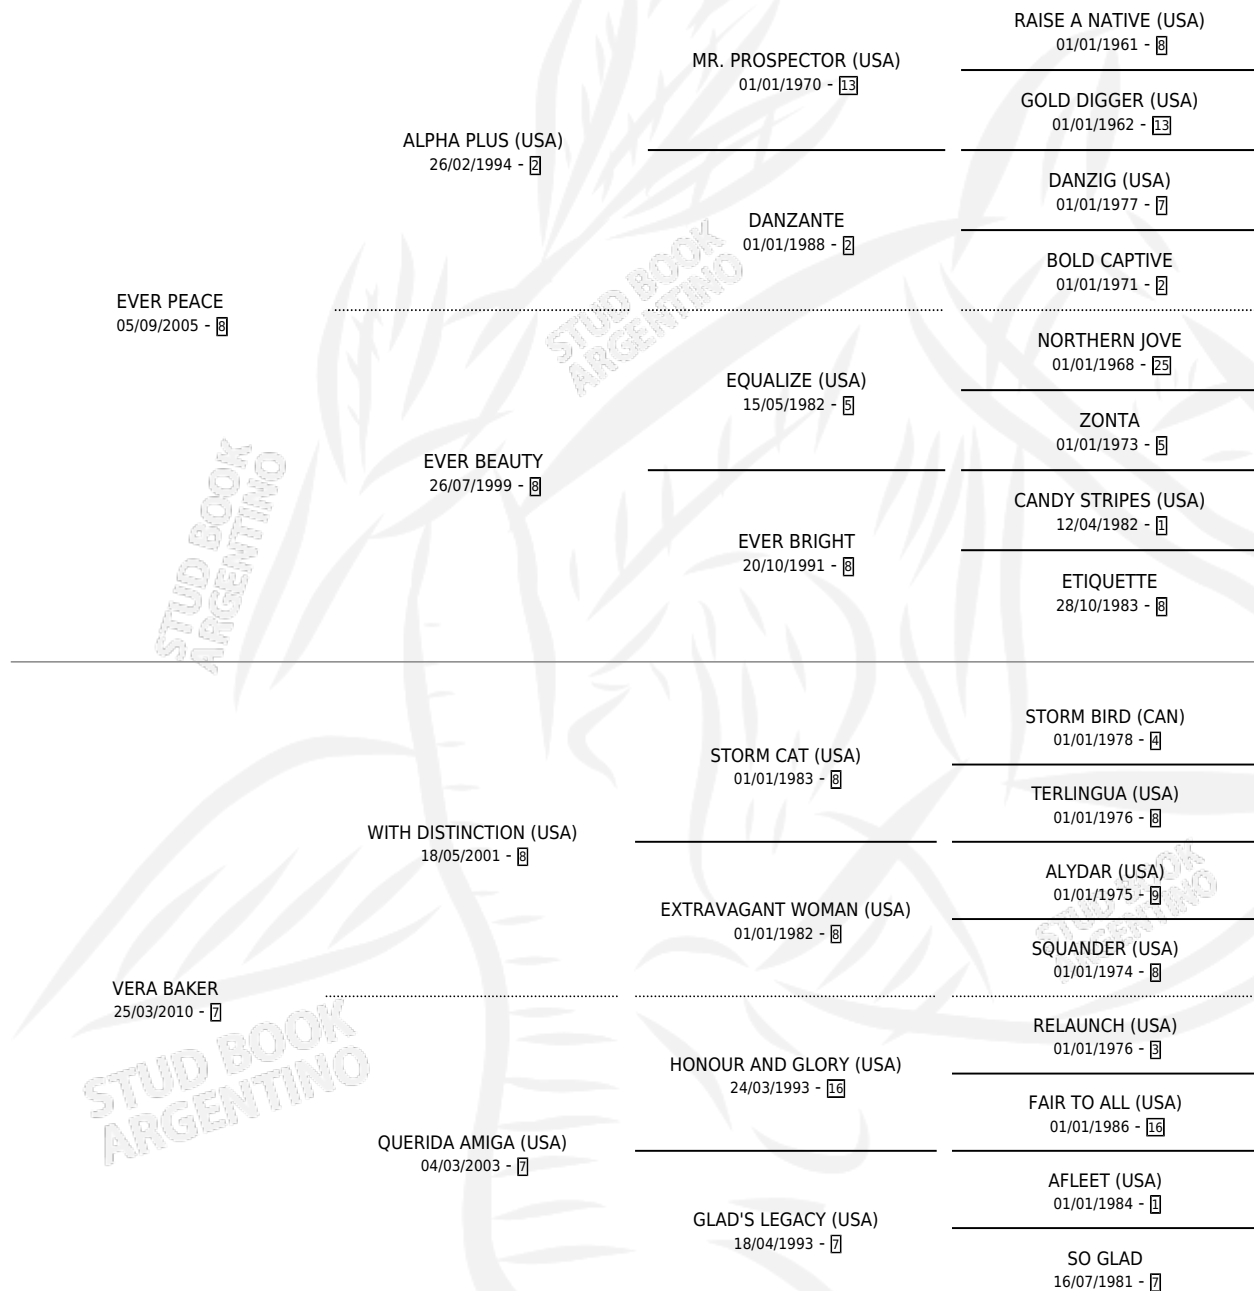 RAISE A NATIVE (USA)
01/01/1961 - 8
MR. PROSPECTOR (USA)
01/01/1970 - 13
GOLD DIGGER (USA)
01/01/1962 - 13
ALPHA PLUS (USA)
26/02/1994 - 2
DANZIG (USA)
01/01/1977 - 7
DANZANTE
01/01/1988 - 2
BOLD CAPTIVE
01/01/1971 - 2
EVER PEACE
05/09/2005 - 8
NORTHERN JOVE
01/01/1968 - 25
EQUALIZE (USA)
15/05/1982 - 5
ZONTA
01/01/1973 - 5
EVER BEAUTY
26/07/1999 - 8
CANDY STRIPES (USA)
12/04/1982 - 1
EVER BRIGHT
20/10/1991 - 8
ETIQUETTE
28/10/1983 - 8
STUD BOOK
ARGENTINO
STUD BOOK
ARGENTINO
STORM BIRD (CAN)
01/01/1978 - 4
STORM CAT (USA)
01/01/1983 - 8
TERLINGUA (USA)
01/01/1976 - 8
WITH DISTINCTION (USA)
18/05/2001 - 8
ALYDAR (USA)
01/01/1975 - 9
EXTRAVAGANT WOMAN (USA)
01/01/1982 - 8
SQUANDER (USA)
01/01/1974 - 8
VERA BAKER
25/03/2010 - 7
RELAUNCH (USA)
01/01/1976 - 3
HONOUR AND GLORY (USA)
24/03/1993 - 16
FAIR TO ALL (USA)
01/01/1986 - 16
QUERIDA AMIGA (USA)
04/03/2003 - 7
AFLEET (USA)
01/01/1984 - 1
GLAD'S LEGACY (USA)
18/04/1993 - 7
SO GLAD
16/07/1981 - 7
STUD BOOK
ARGENTINO
STUD BOOK
ARGENTINO